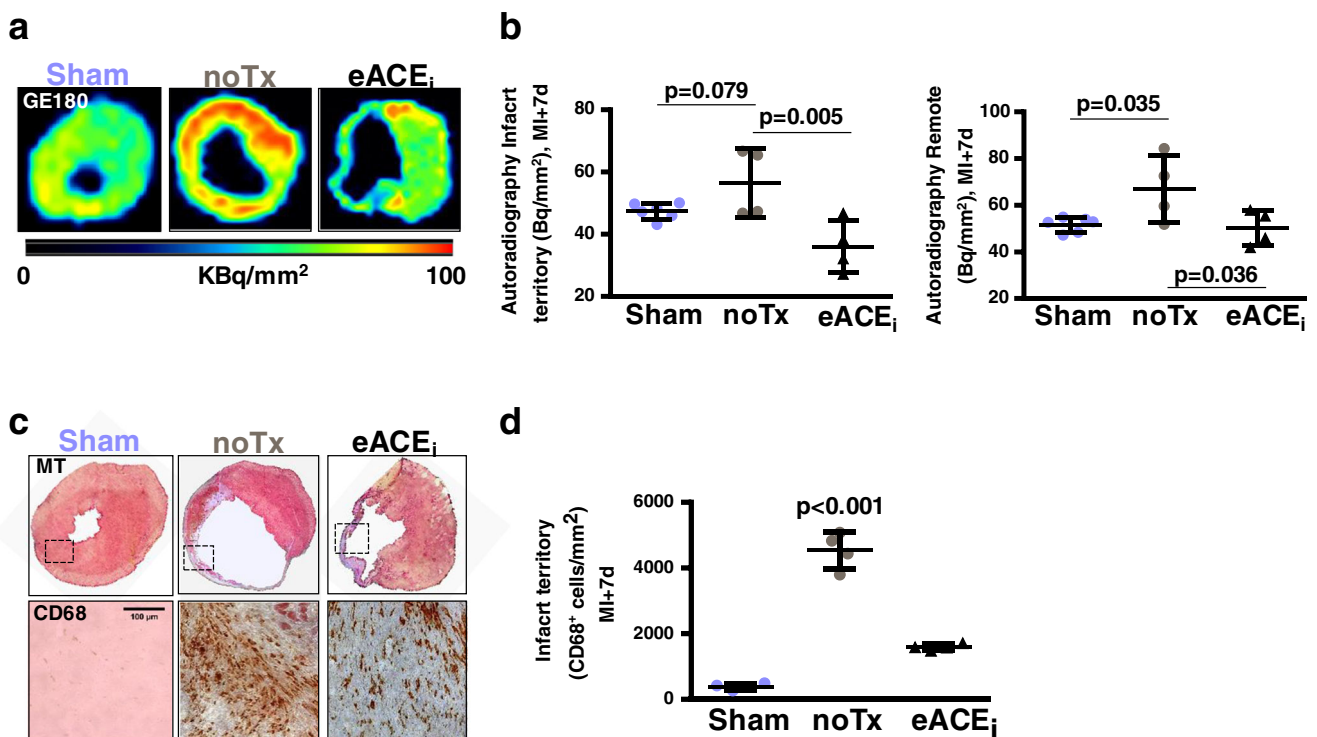 a
Sham noTx eACEi
GE180
0 KBq/mm2 100
b
Autoradiography Infacrt
territory (Bq/mm2), MI+7d
80
60
40
20
p=0.079
p=0.005
Sham noTx eACEi
Autoradiography Remote
(Bq/mm2), MI+7d
100
80
60
40
20
p=0.035
p=0.036
Sham noTx eACEi
c
Sham noTx eACEi
MT
CD68
100 µm
d
Infacrt territory
(CD68+ cells/mm2)
MI+7d
6000
4000
2000
0
p<0.001
Sham noTx eACEi